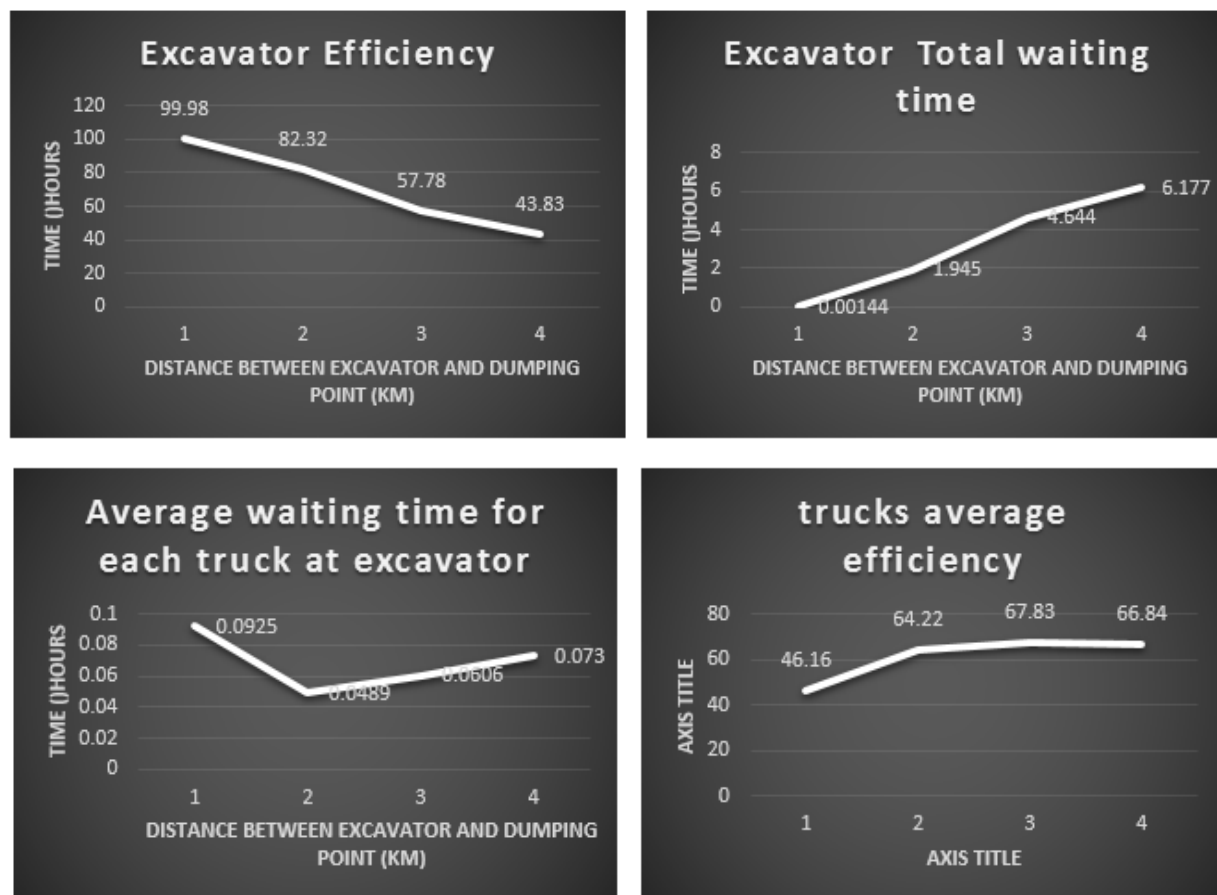 Excavator Efficiency
120
100
80
60
40
20
0
99.98
82.32
57.78
43.83
1 2 3 4
TIME ()HOURS
DISTANCE BETWEEN EXCAVATOR AND DUMPING
POINT (KM)
Excavator Total waiting
time
8
6
4
2
0
0.00144
1.945
4.644
6.177
1 2 3 4
TIME ()HOURS
DISTANCE BETWEEN EXCAVATOR AND DUMPING
POINT (KM)
Average waiting time for
each truck at excavator
0.1
0.08
0.06
0.04
0.02
0
0.0925
0.0489
0.0606
0.073
1 2 3 4
TIME ()HOURS
DISTANCE BETWEEN EXCAVATOR AND DUMPING
POINT (KM)
trucks average
efficiency
80
60
40
20
0
46.16
64.22
67.83
66.84
1 2 3 4
AXIS TITLE
AXIS TITLE